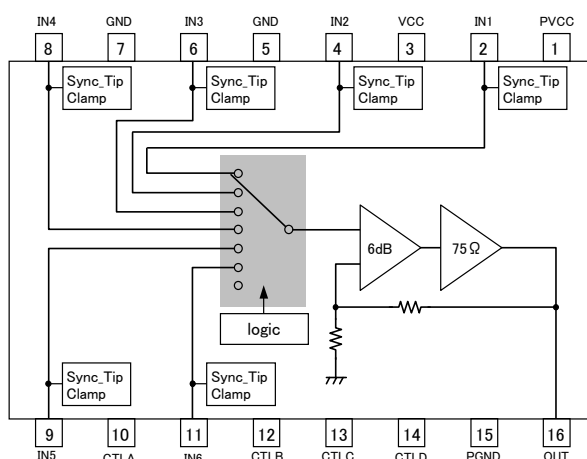 IN4 GND IN3 GND IN2 VCC IN1 PVCC
8 7 6 5 4 3 2 1
Sync_Tip
Clamp
Sync_Tip
Clamp
Sync_Tip
Clamp
Sync_Tip
Clamp
6dB
75Ω
logic
Sync_Tip
Clamp
Sync_Tip
Clamp
9 10 11 12 13 14 15 16
IN5 CTLA IN6 CTLB CTLC CTLD PGND OUT